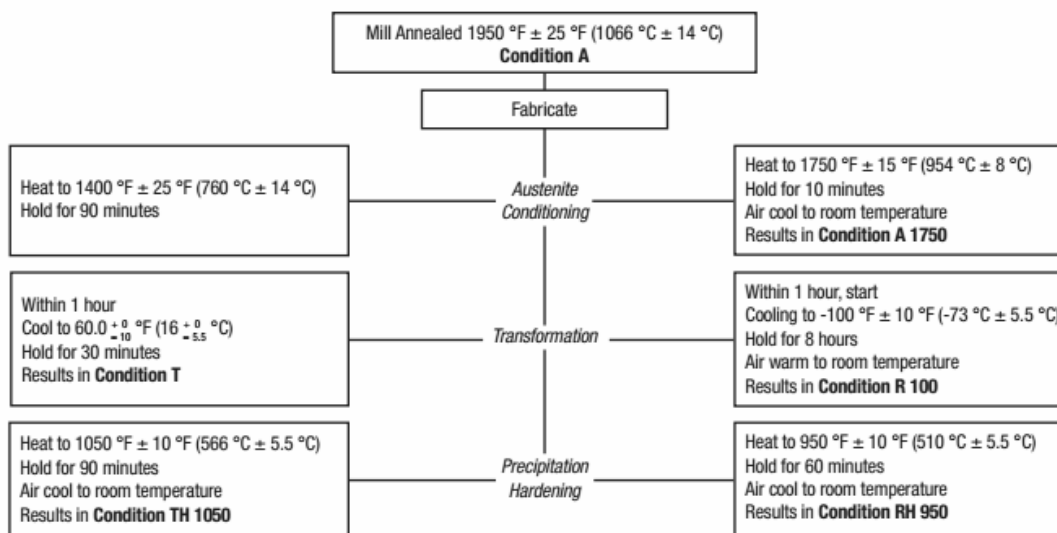 Mill Annealed 1950 °F ± 25 °F (1066 °C ± 14 °C)
Condition A
Fabricate
Heat to 1400 °F ± 25 °F (760 °C ± 14 °C)
Hold for 90 minutes
Austenite
Conditioning
Heat to 1750 °F ± 15 °F (954 °C ± 8 °C)
Hold for 10 minutes
Air cool to room temperature
Results in Condition A 1750
Within 1 hour
Cool to 60.0 + 0 – 10 °F (16 + 0 – 5.5 °C)
Hold for 30 minutes
Results in Condition T
Transformation
Within 1 hour, start
Cooling to -100 °F ± 10 °F (-73 °C ± 5.5 °C)
Hold for 8 hours
Air warm to room temperature
Results in Condition R 100
Heat to 1050 °F ± 10 °F (566 °C ± 5.5 °C)
Hold for 90 minutes
Air cool to room temperature
Results in Condition TH 1050
Precipitation
Hardening
Heat to 950 °F ± 10 °F (510 °C ± 5.5 °C)
Hold for 60 minutes
Air cool to room temperature
Results in Condition RH 950